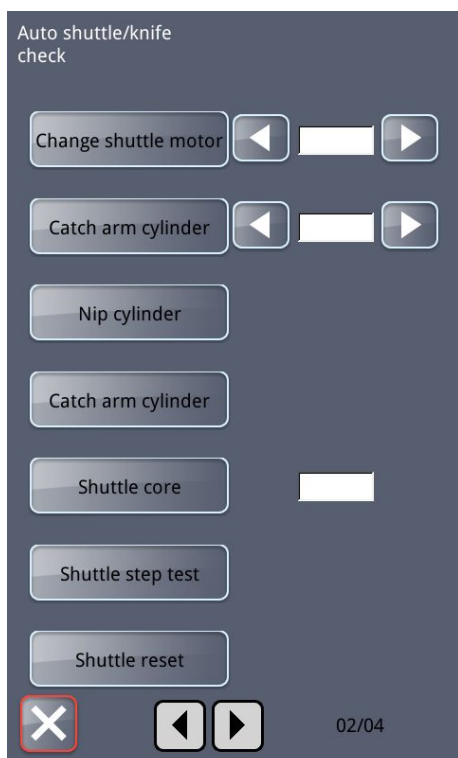 Auto shuttle/knife
check
Change shuttle motor
Catch arm cylinder
Nip cylinder
Catch arm cylinder
Shuttle core
Shuttle step test
Shuttle reset
02/04